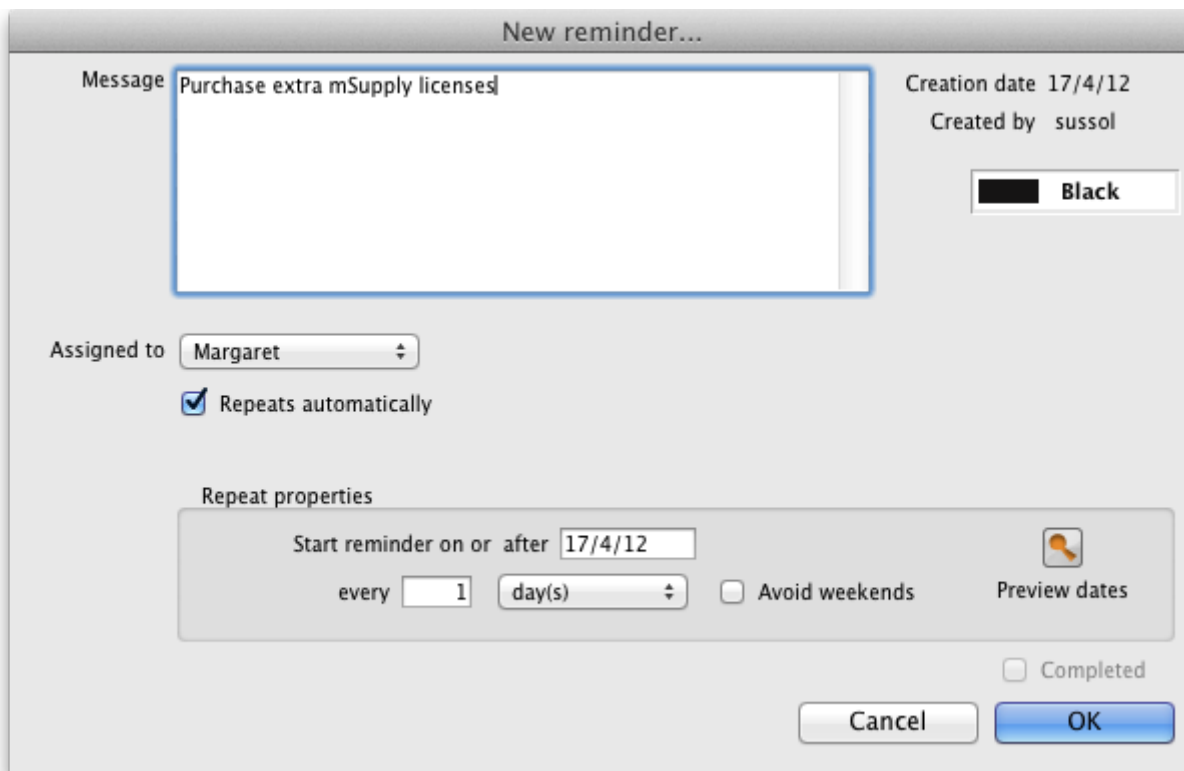 New reminder...
Message
Purchase extra mSupply licenses
Creation date 17/4/12
Created by sussol
Black
Assigned to Margaret
Repeats automatically
Repeat properties
Start reminder on or after 17/4/12
every 1 day(s) Avoid weekends
Preview dates
Completed
Cancel OK